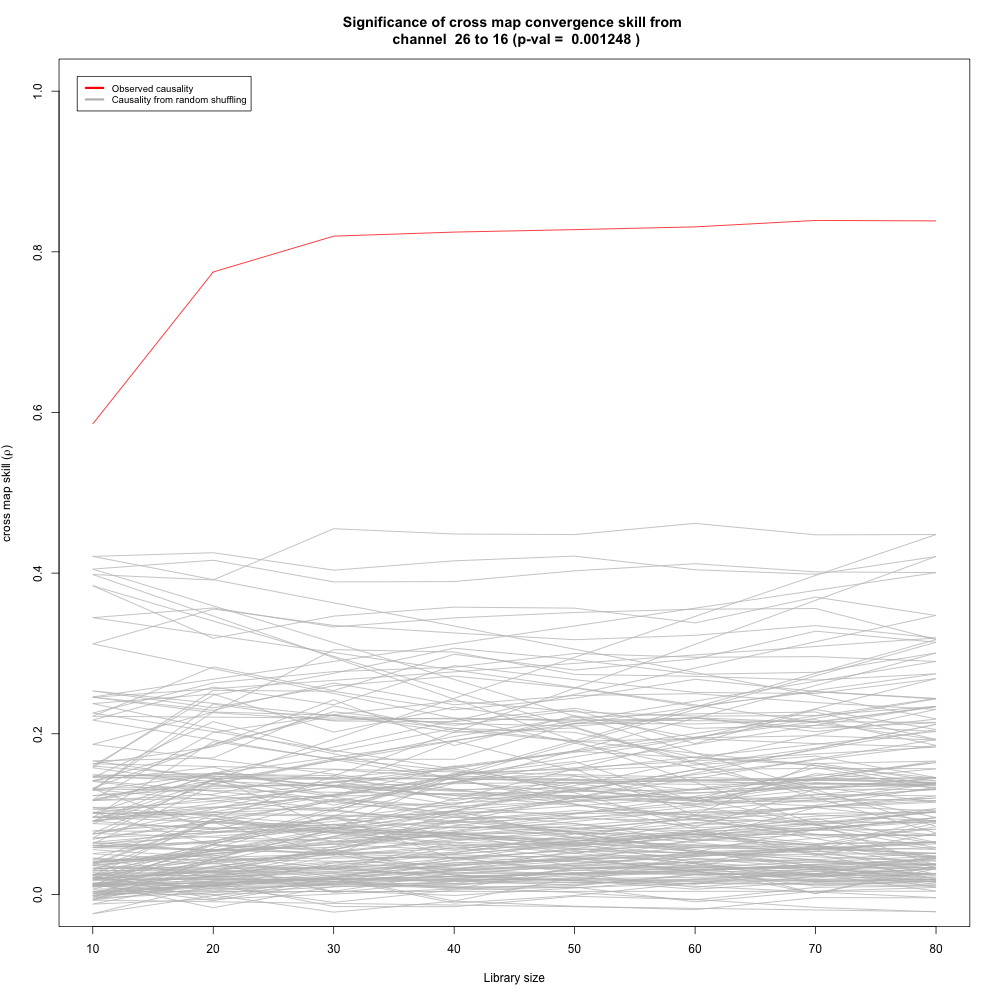 Significance of cross map convergence skill from
channel  26 to 16 (p-val =  0.001248 )
Observed causality
Causality from random shuffling
cross map skill (ρ)
1.0
0.8
0.6
0.4
0.2
0.0
10 20 30 40 50 60 70 80
Library size